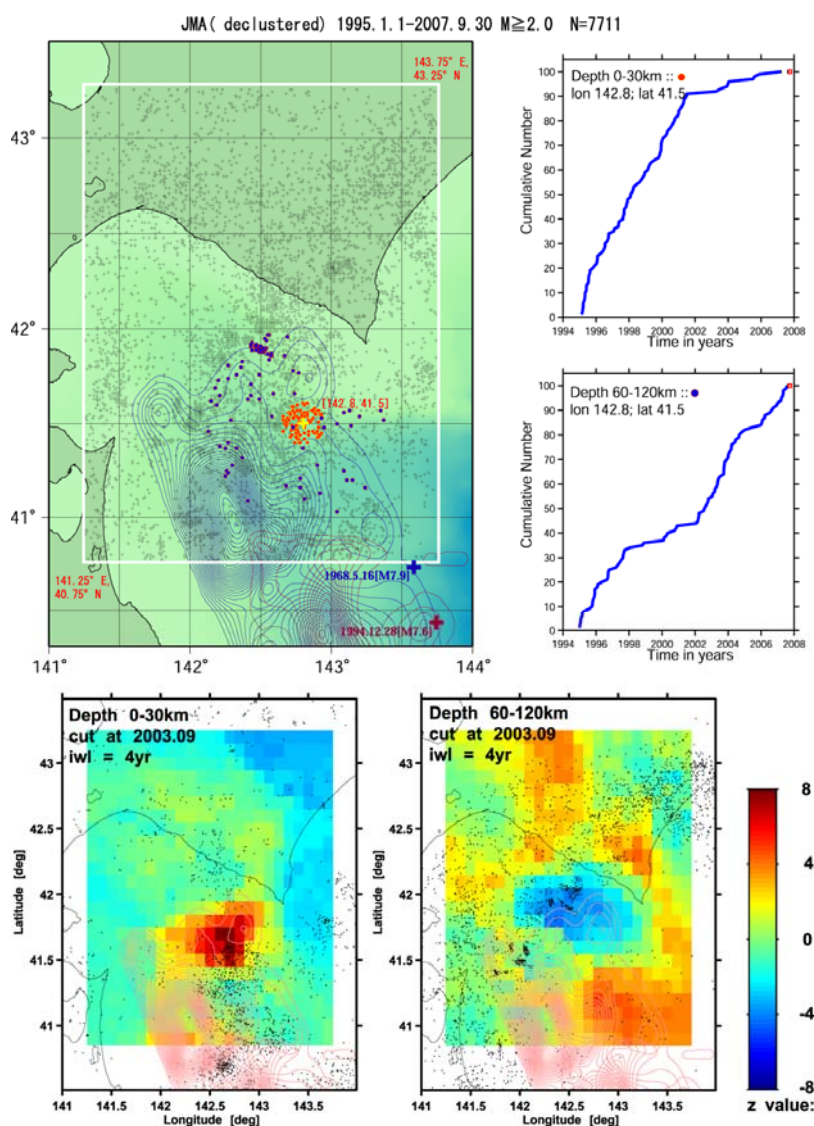 JMA( declustered) 1995.1.1-2007.9.30 M≧2.0 N=7711
143.75° E,
43.25° N
43°
42°
41°
[142.8,41.5]
141.25° E,
40.75° N
1968.5.16[M7.9]
1994.12.28[M7.6]
141° 142° 143° 144°
Depth 0-30km ::
lon 142.8; lat 41.5
Cumulative Number
100
90
80
70
60
50
40
30
20
10
0
1994 1996 1998 2000 2002 2004 2006 2008
Time in years
Depth 60-120km ::
lon 142.8; lat 41.5
Cumulative Number
100
90
80
70
60
50
40
30
20
10
0
1994 1996 1998 2000 2002 2004 2006 2008
Time in years
Depth 0-30km
cut at 2003.09
iwl = 4yr
Latitude [deg]
43
42.5
42
41.5
41
141 141.5 142 142.5 143 143.5
Longitude [deg]
Depth 60-120km
cut at 2003.09
iwl = 4yr
Latitude [deg]
43
42.5
42
41.5
41
141 141.5 142 142.5 143 143.5
Longitude [deg]
8
4
0
-4
-8
z value: